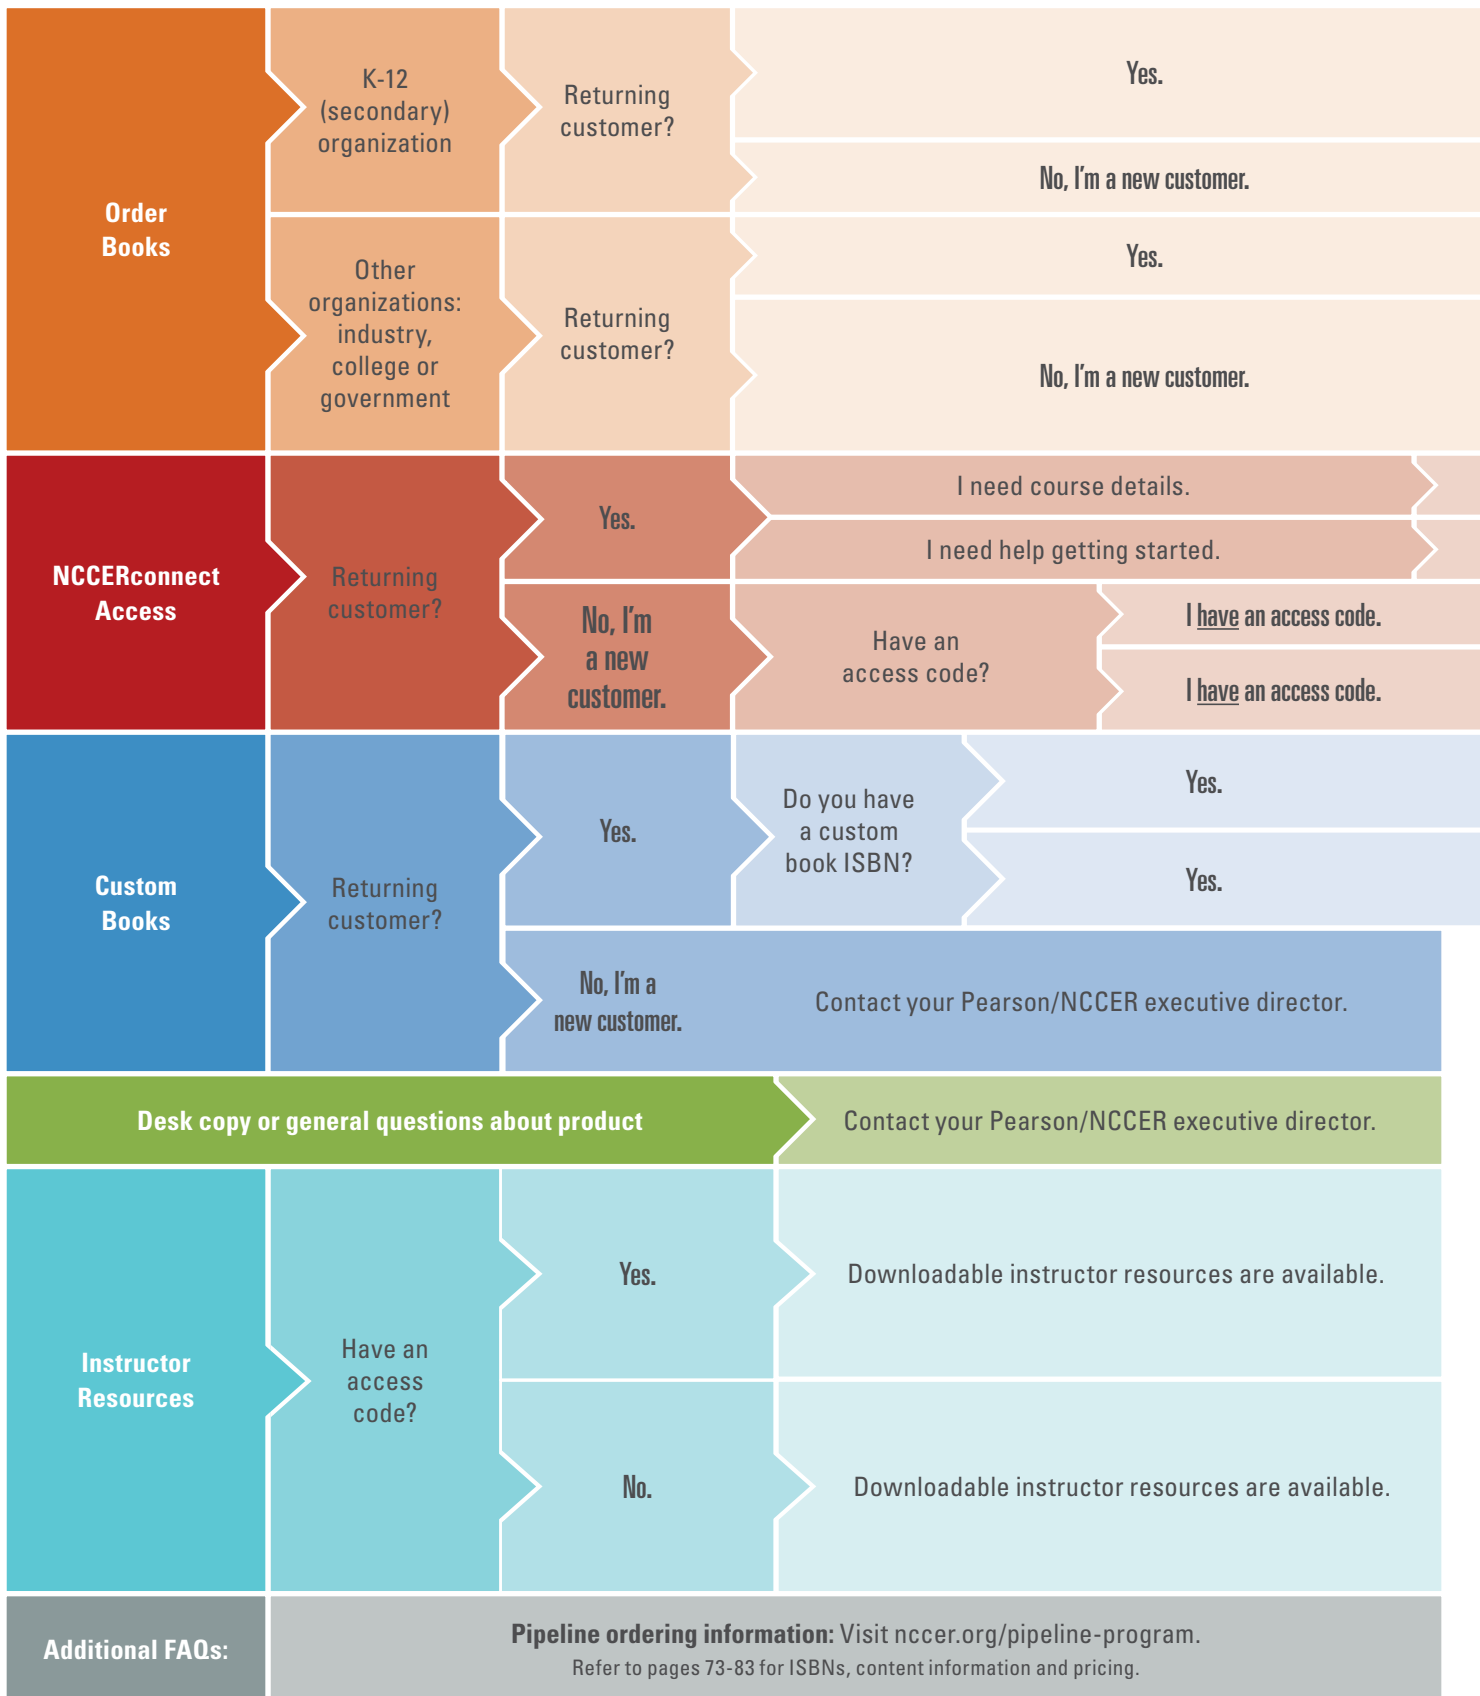 Order
Books
K-12
(secondary)
organization
Returning
customer?
Yes.
No, I'm a new customer.
Other
organizations:
industry,
college or
government
Returning
customer?
Yes.
No, I'm a new customer.
NCCERconnect
Access
Returning
customer?
Yes.
I need course details.
I need help getting started.
No, I'm
a new
customer.
Have an
access code?
I have an access code.
I have an access code.
Custom
Books
Returning
customer?
Yes.
Do you have
a custom
book ISBN?
Yes.
Yes.
No, I'm a
new customer.
Contact your Pearson/NCCER executive director.
Desk copy or general questions about product
Contact your Pearson/NCCER executive director.
Instructor
Resources
Have an
access
code?
Yes.
Downloadable instructor resources are available.
No.
Downloadable instructor resources are available.
Additional FAQs:
Pipeline ordering information: Visit nccer.org/pipeline-program.
Refer to pages 73-83 for ISBNs, content information and pricing.